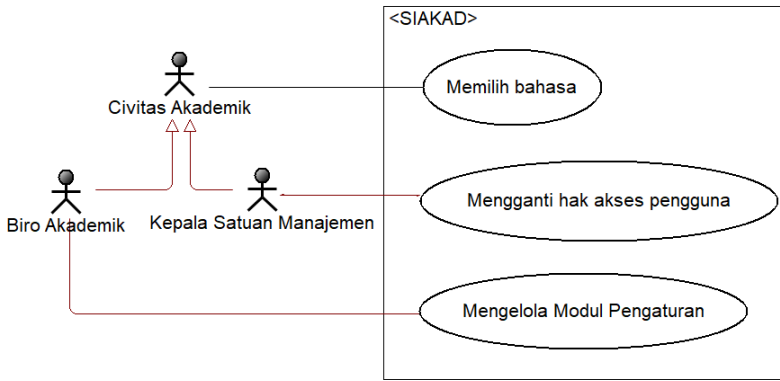 <SIAKAD>
Memilih bahasa
Civitas Akademik
Mengganti hak akses pengguna
Biro Akademik
Kepala Satuan Manajemen
Mengelola Modul Pengaturan